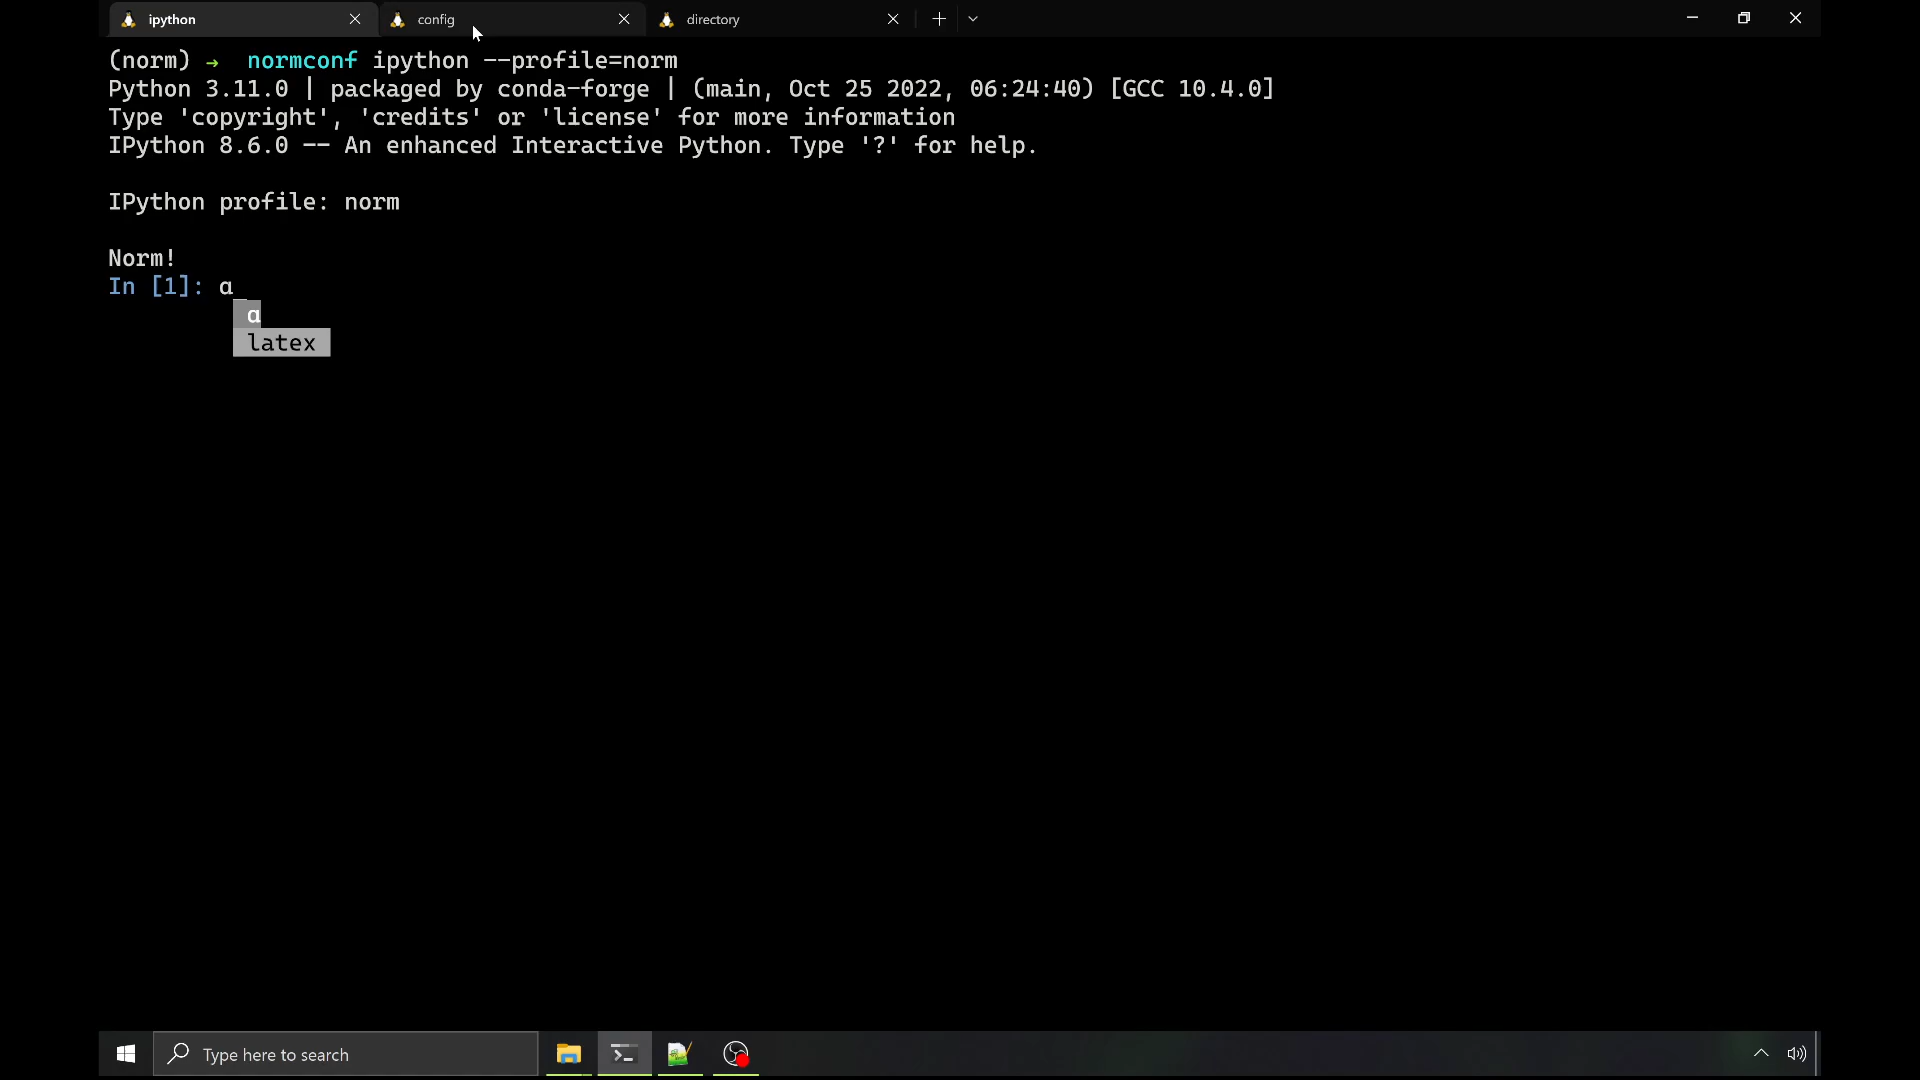 ipython
config
directory
(norm) ➜ normconf ipython --profile=norm
Python 3.11.0 | packaged by conda-forge | (main, Oct 25 2022, 06:24:40) [GCC 10.4.0]
Type 'copyright', 'credits' or 'license' for more information
IPython 8.6.0 -- An enhanced Interactive Python. Type '?' for help.
IPython profile: norm
Norm!
In [1]: α
α
latex
Type here to search